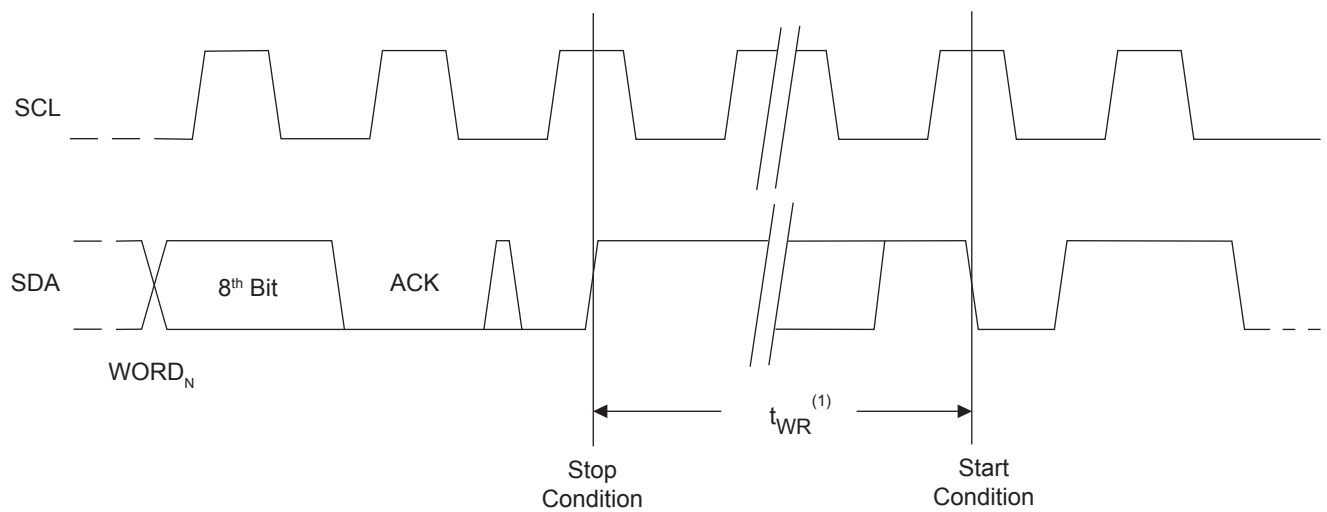 SCL
SDA
8th Bit
ACK
WORDN
tWR(1)
Stop
Condition
Start
Condition